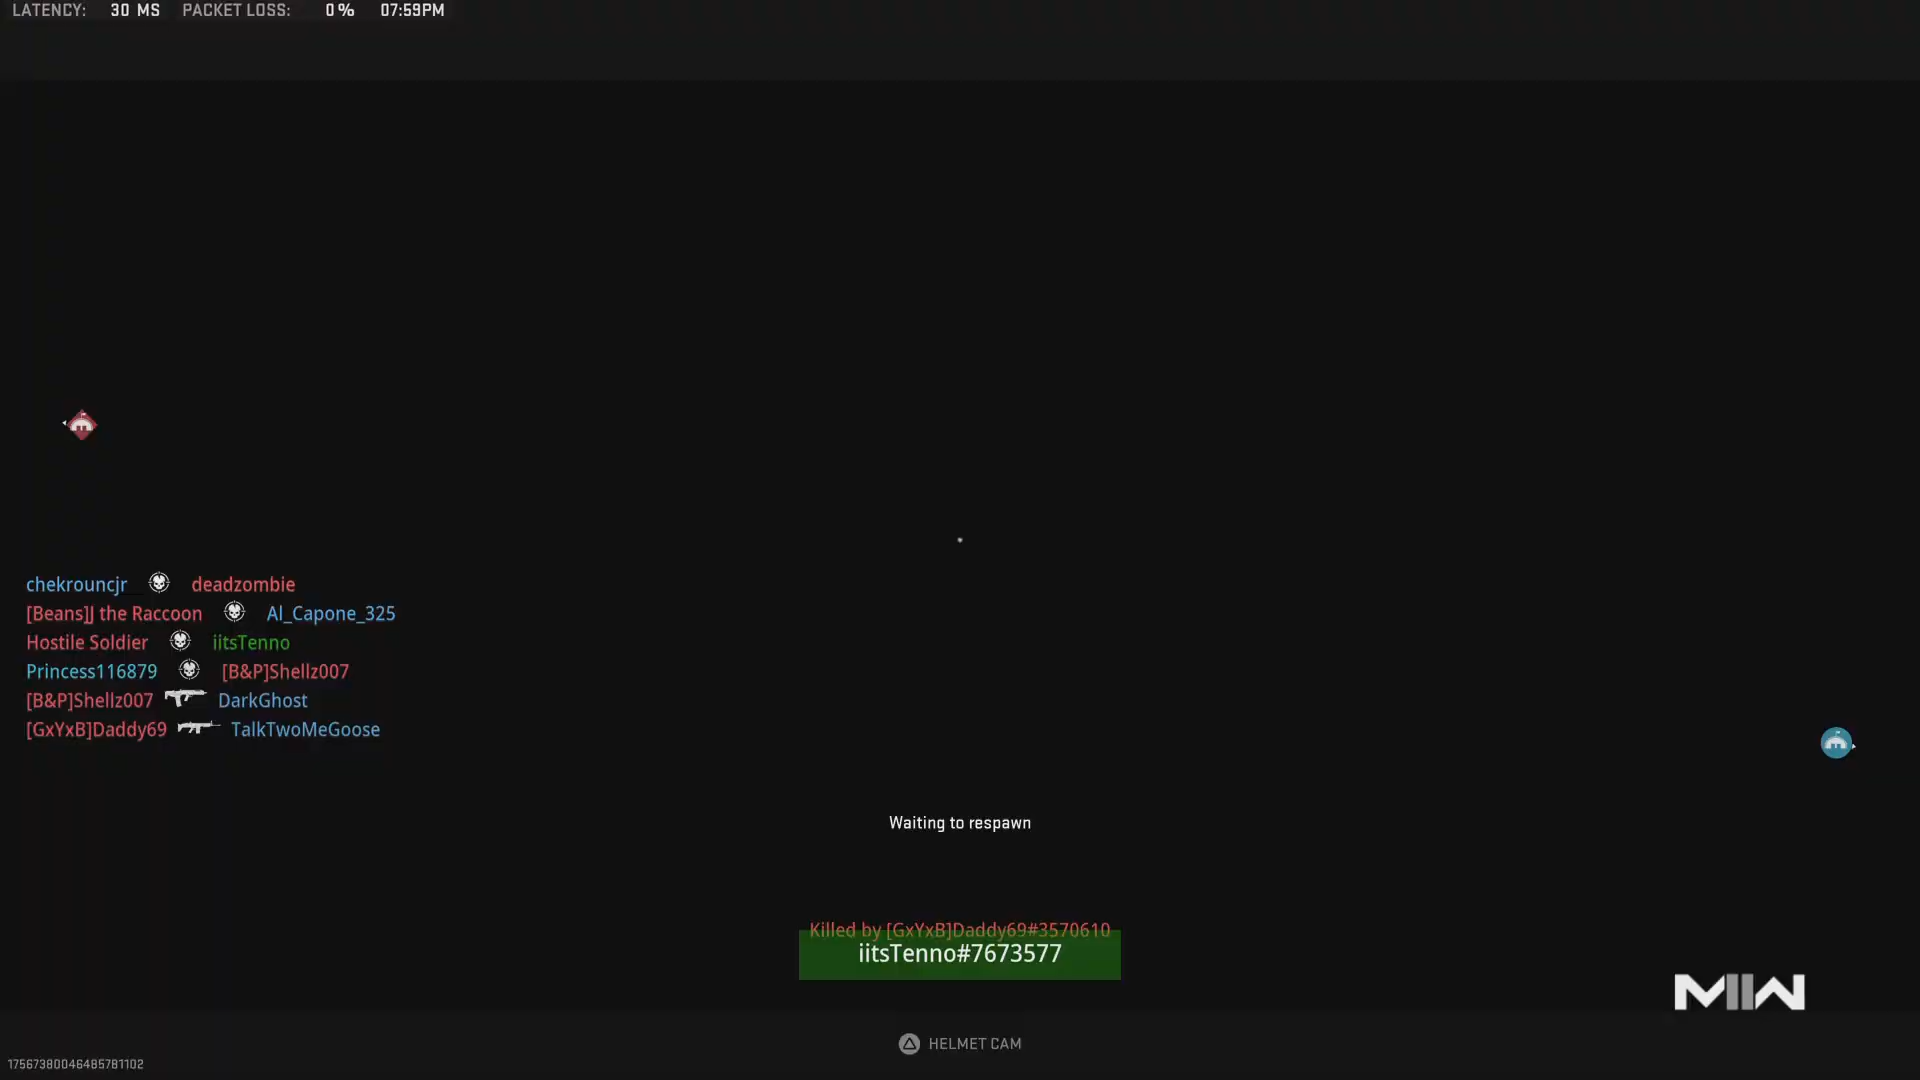 LATENCY: 30 MS PACKET LOSS: 0% 07:59PM
chekrouncjr deadzombie
[Beans]J the Raccoon Al_Capone_325
Hostile Soldier iitsTenno
Princess116879 [B&P]Shellz007
[B&P]Shellz007 DarkGhost
[GxYxB]Daddy69 TalkTwoMeGoose
Waiting to respawn
Killed by [GxYxB]Daddy69#3570610
iitsTenno#7673577
MIIW
HELMET CAM
17567380046485781102